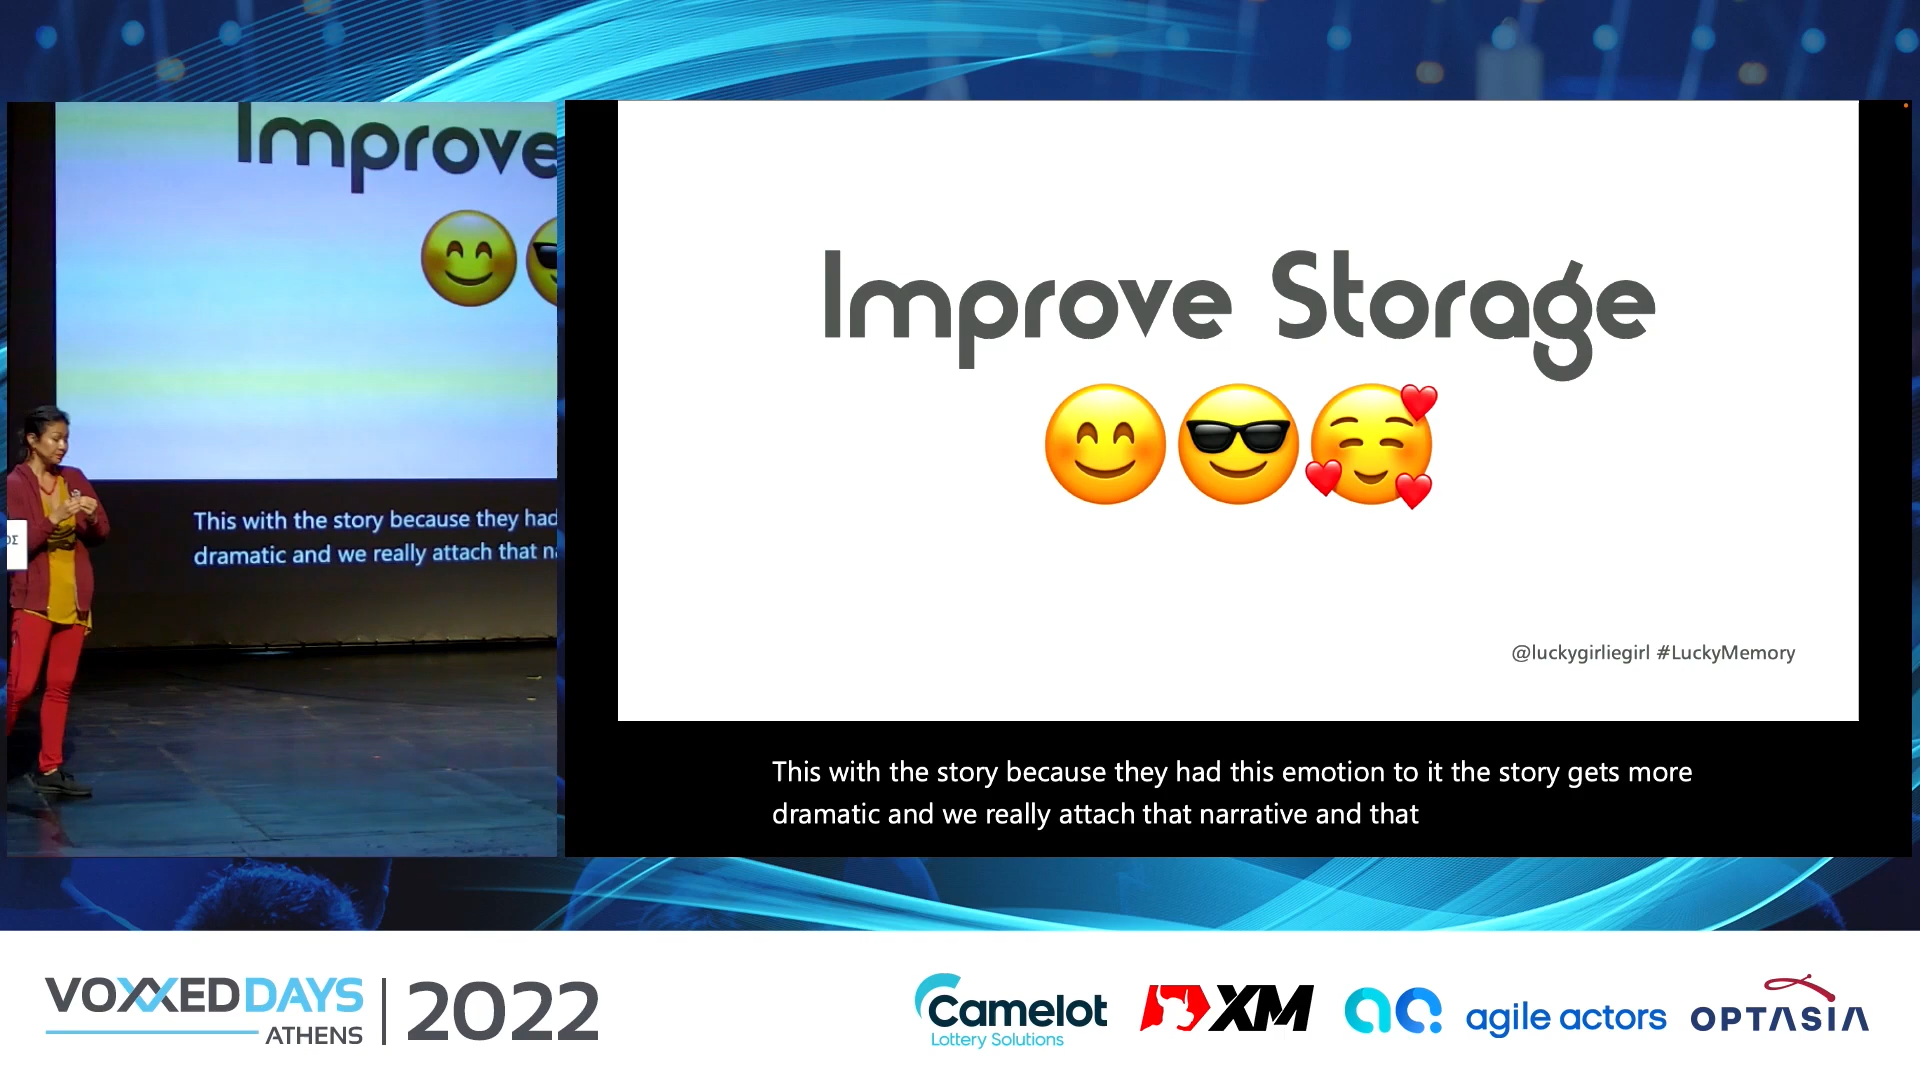 Improve
This with the story because they had
dramatic and we really attach that
Improve Storage
@luckygirliegirl #LuckyMemory
This with the story because they had this emotion to it the story gets more
dramatic and we really attach that narrative and that
VOXXEDDAYS
ATHENS
2022
Camelot
Lottery Solutions
XM
agile actors
OPTASIA